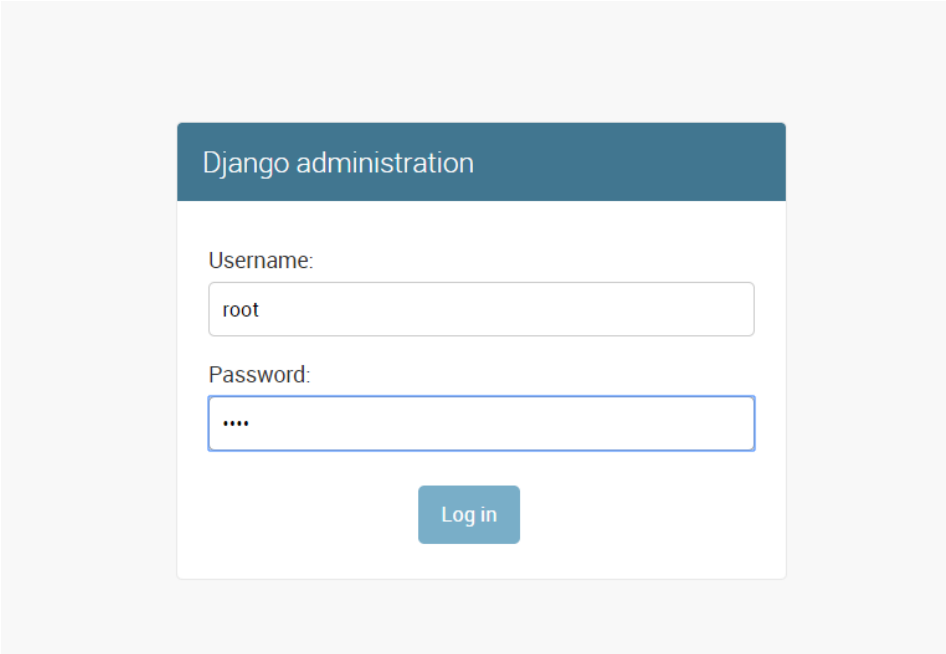 Django administration
Username:
root
Password:
••••
Log in